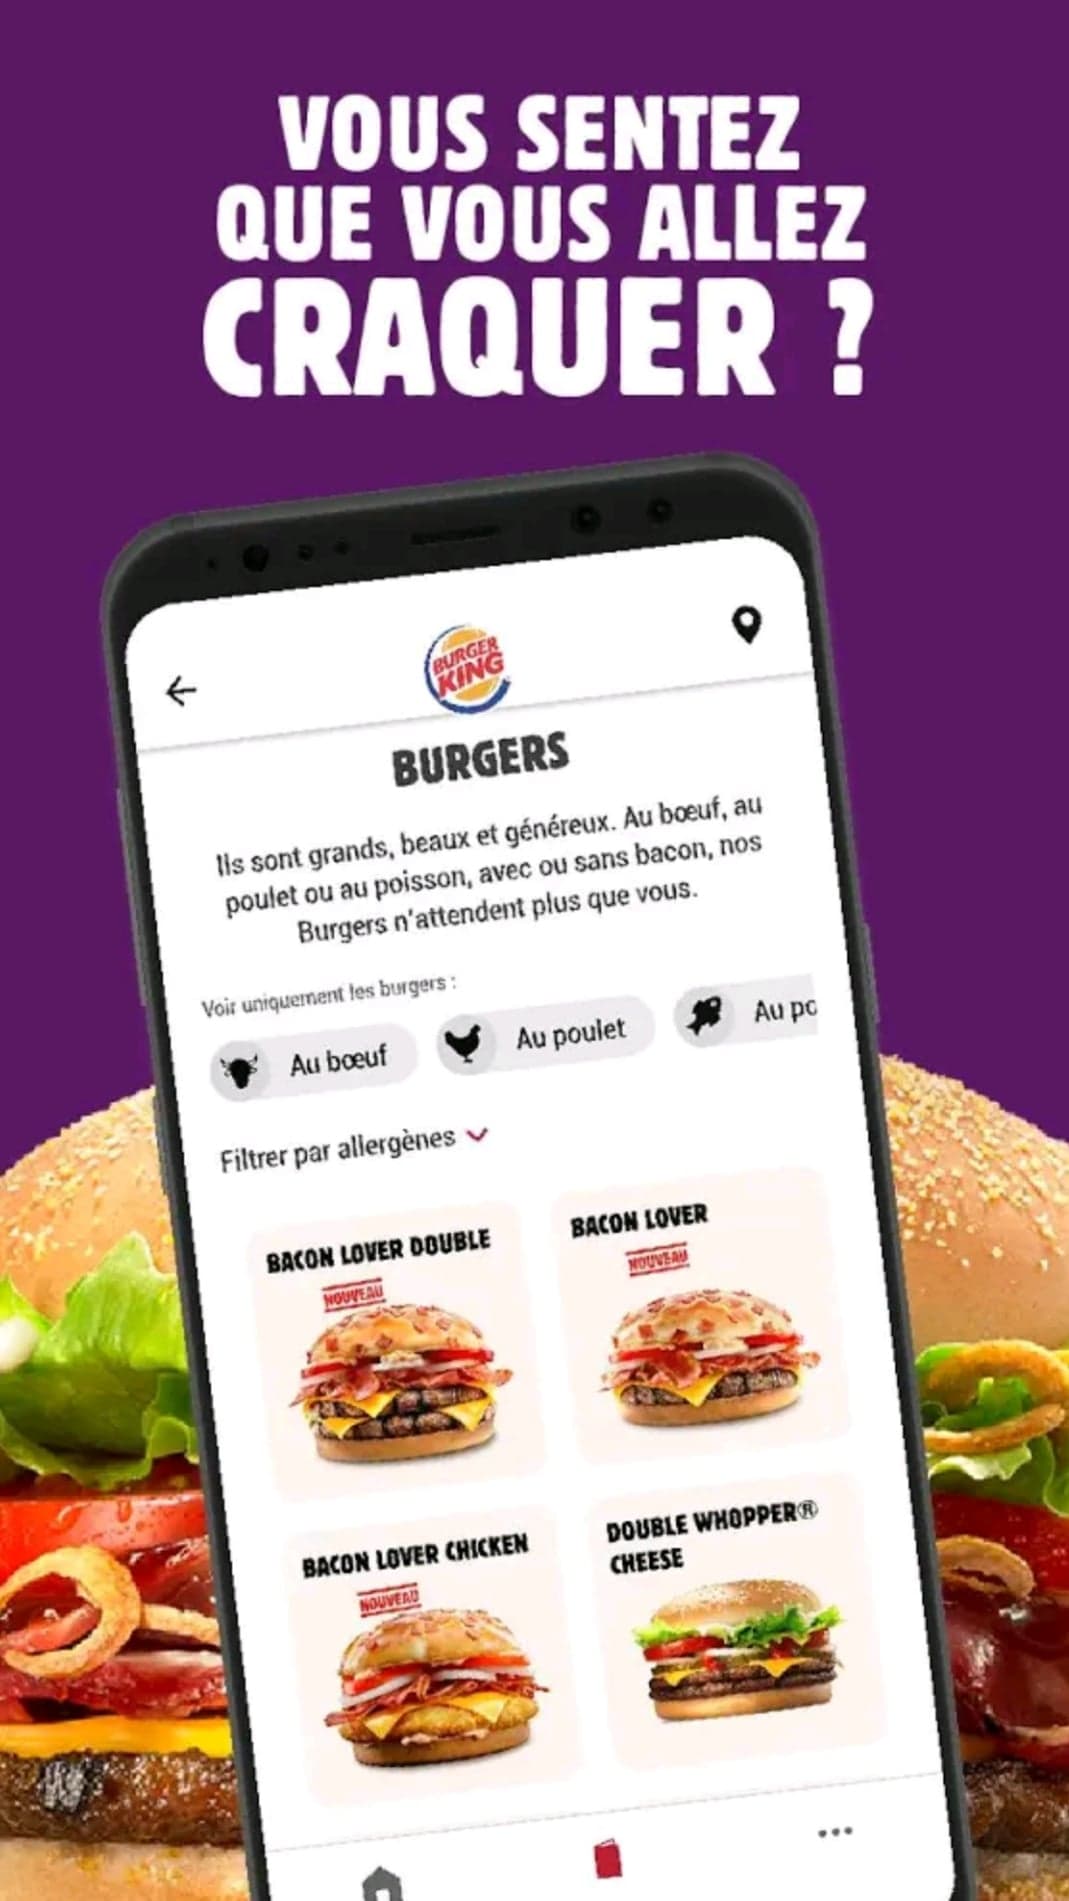 VOUS SENTEZ
QUE VOUS ALLEZ
CRAQUER ?
BURGER
KING
BURGERS
Ils sont grands, beaux et généreux. Au bœuf, au
poulet ou au poisson, avec ou sans bacon, nos
Burgers n'attendent plus que vous.
Voir uniquement les burgers :
Au bœuf
Au poulet
Au po
Filtrer par allergènes
BACON LOVER DOUBLE
NOUVEAU
BACON LOVER
NOUVEAU
BACON LOVER CHICKEN
NOUVEAU
DOUBLE WHOPPER®
CHEESE